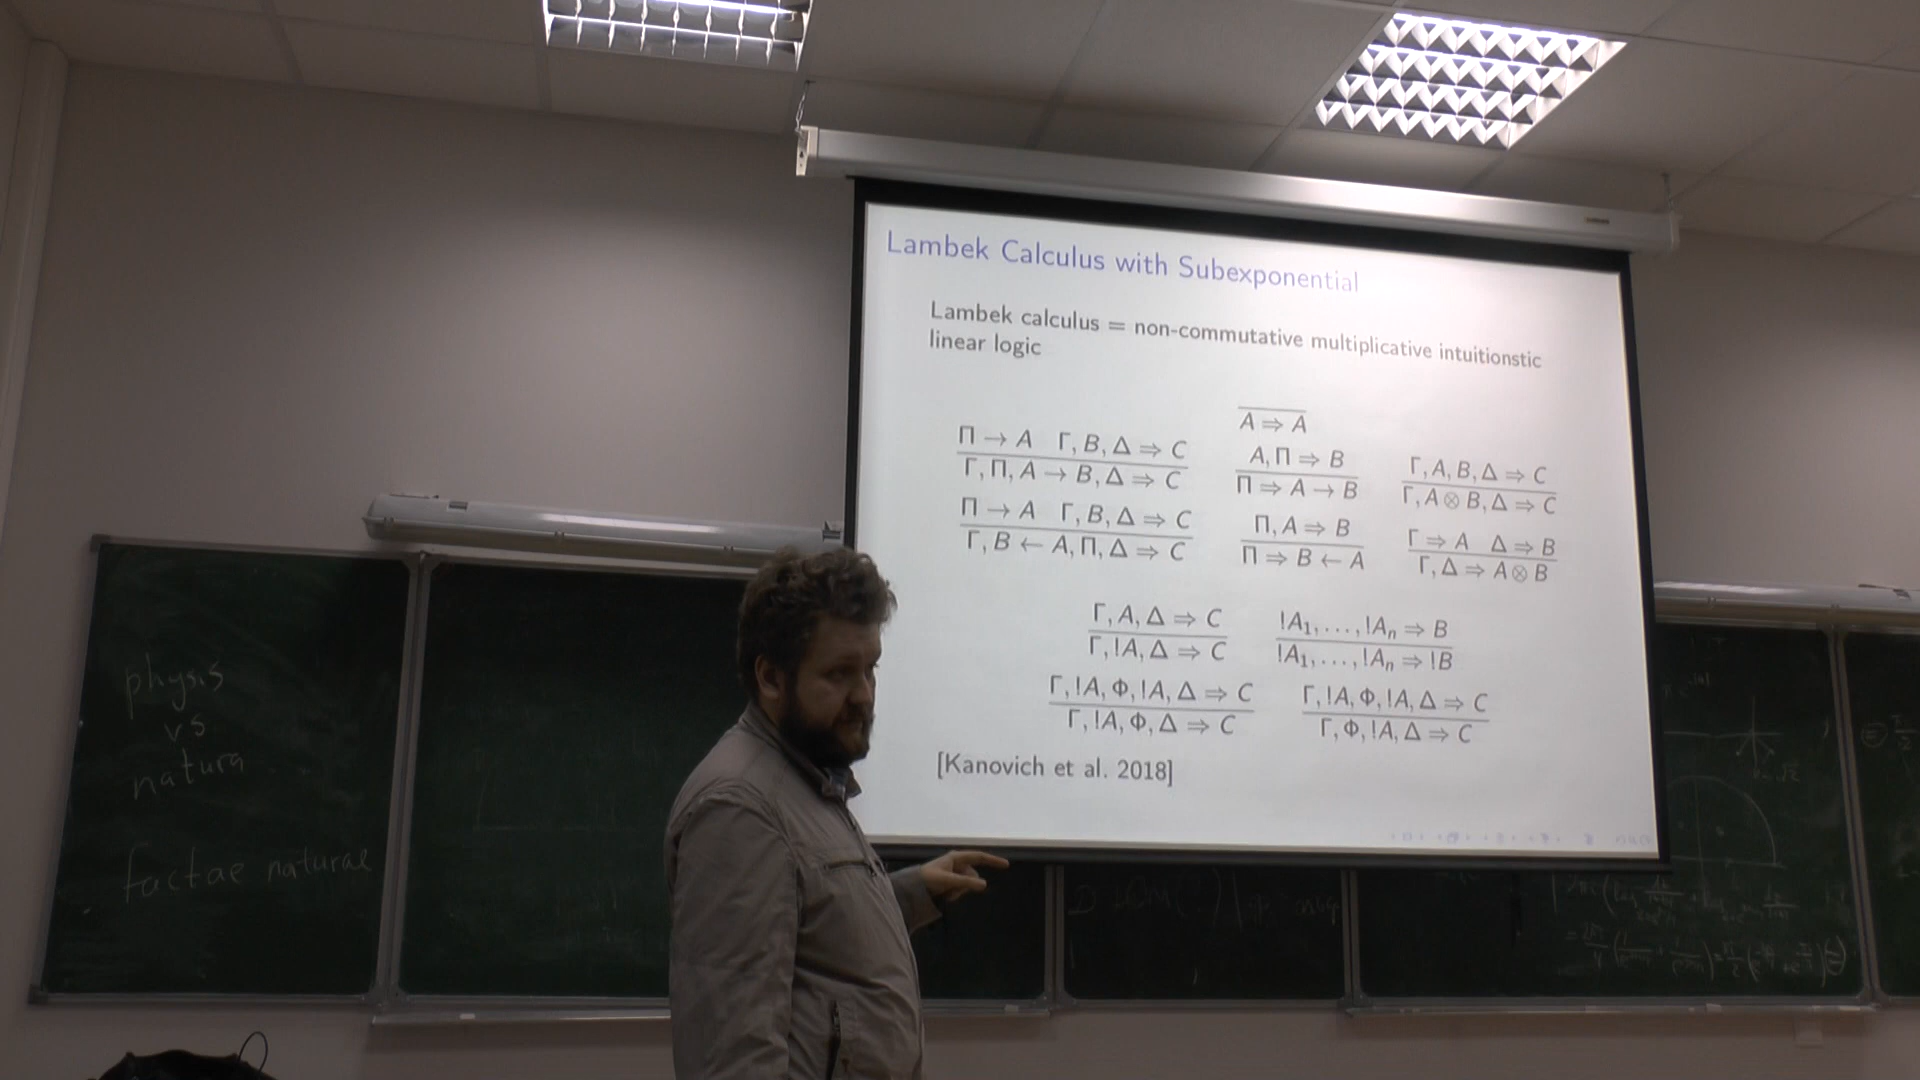 Lambek Calculus with Subexponential
Lambek calculus = non-commutative multiplicative intuitionstic
linear logic
A ⇒ A
Π → A Γ, B, Δ ⇒ C
Γ, Π, A → B, Δ ⇒ C
A, Π ⇒ B
Π ⇒ A → B
Γ, A, B, Δ ⇒ C
Γ, A ⊗ B, Δ ⇒ C
Π → A Γ, B, Δ ⇒ C
Γ, B ← A, Π, Δ ⇒ C
Π, A ⇒ B
Π ⇒ B ← A
Γ ⇒ A Δ ⇒ B
Γ, Δ ⇒ A ⊗ B
Γ, A, Δ ⇒ C
Γ, !A, Δ ⇒ C
!A₁, ..., !Aₙ ⇒ B
!A₁, ..., !Aₙ ⇒ !B
Γ, !A, Φ, !A, Δ ⇒ C
Γ, !A, Φ, Δ ⇒ C
Γ, !A, Φ, !A, Δ ⇒ C
Γ, Φ, !A, Δ ⇒ C
[Kanovich et al. 2018]
physis
vs
natura
factae naturae